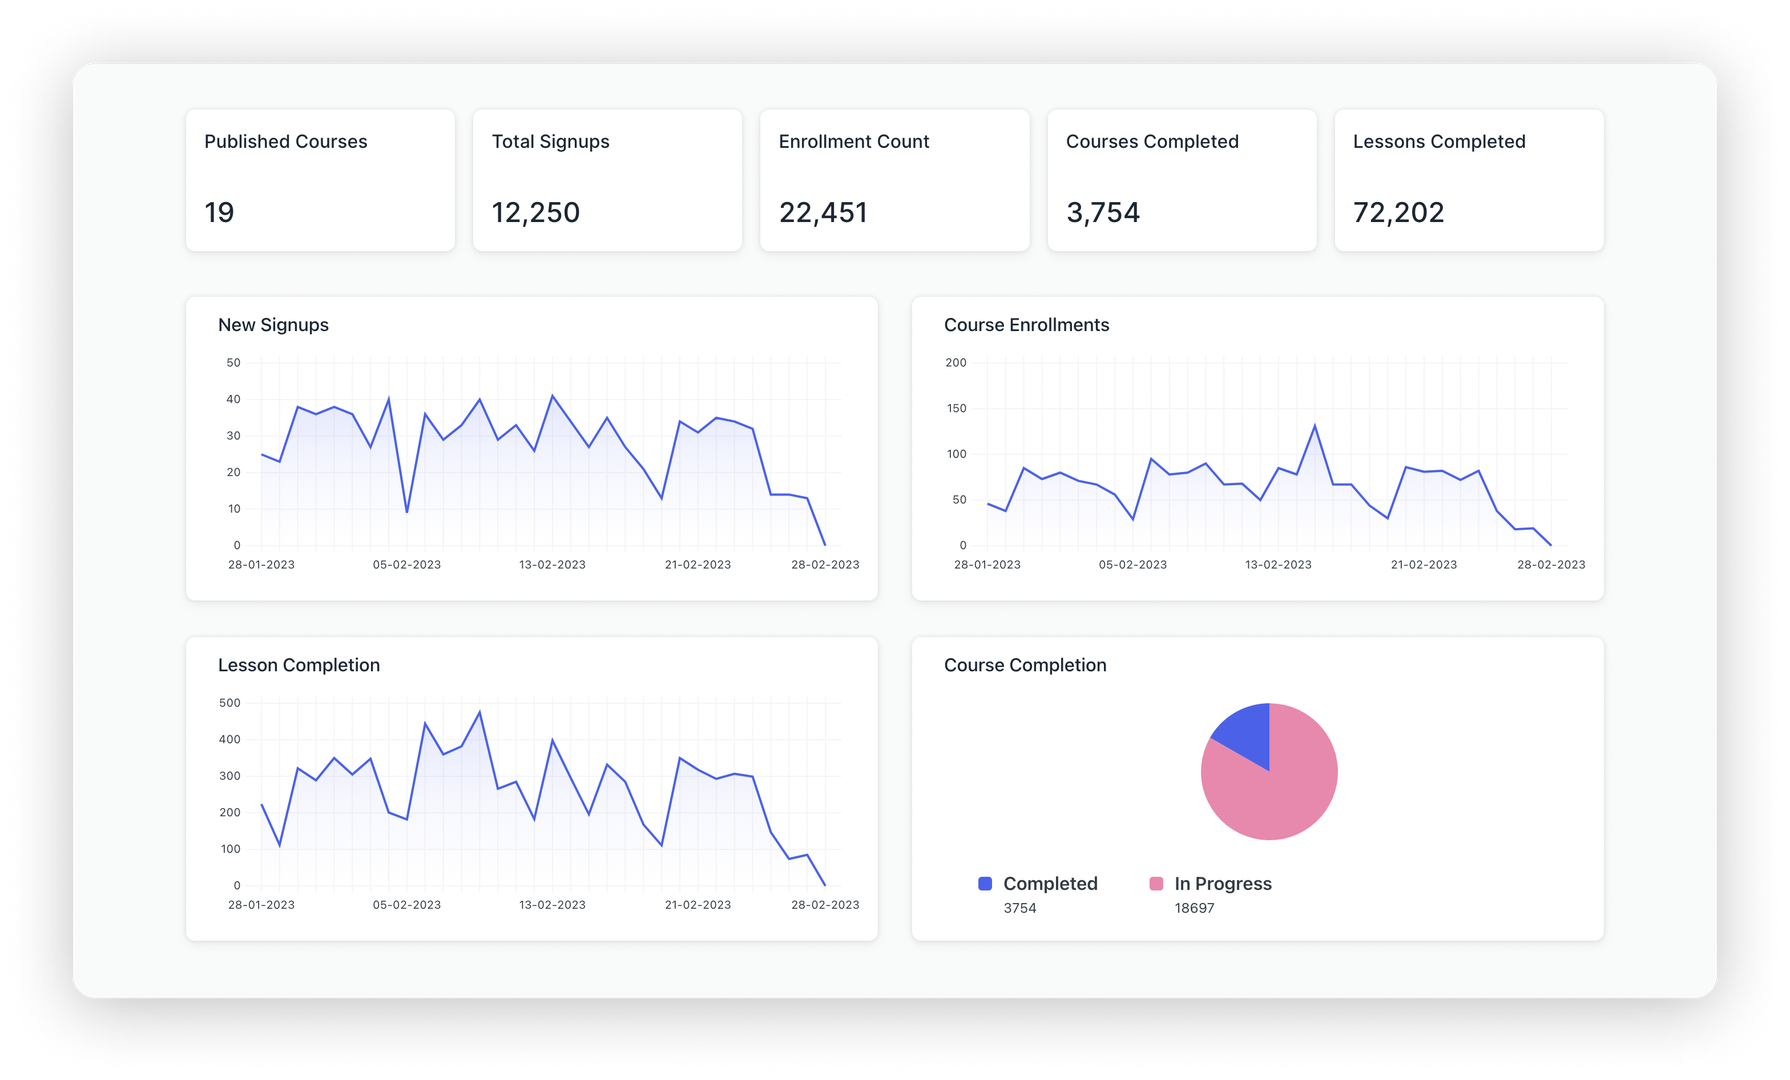 Published Courses
19
Total Signups
12,250
Enrollment Count
22,451
Courses Completed
3,754
Lessons Completed
72,202
New Signups
50
40
30
20
10
0
28-01-2023 05-02-2023 13-02-2023 21-02-2023 28-02-2023
Course Enrollments
200
150
100
50
0
28-01-2023 05-02-2023 13-02-2023 21-02-2023 28-02-2023
Lesson Completion
500
400
300
200
100
0
28-01-2023 05-02-2023 13-02-2023 21-02-2023 28-02-2023
Course Completion
Completed
3754
In Progress
18697